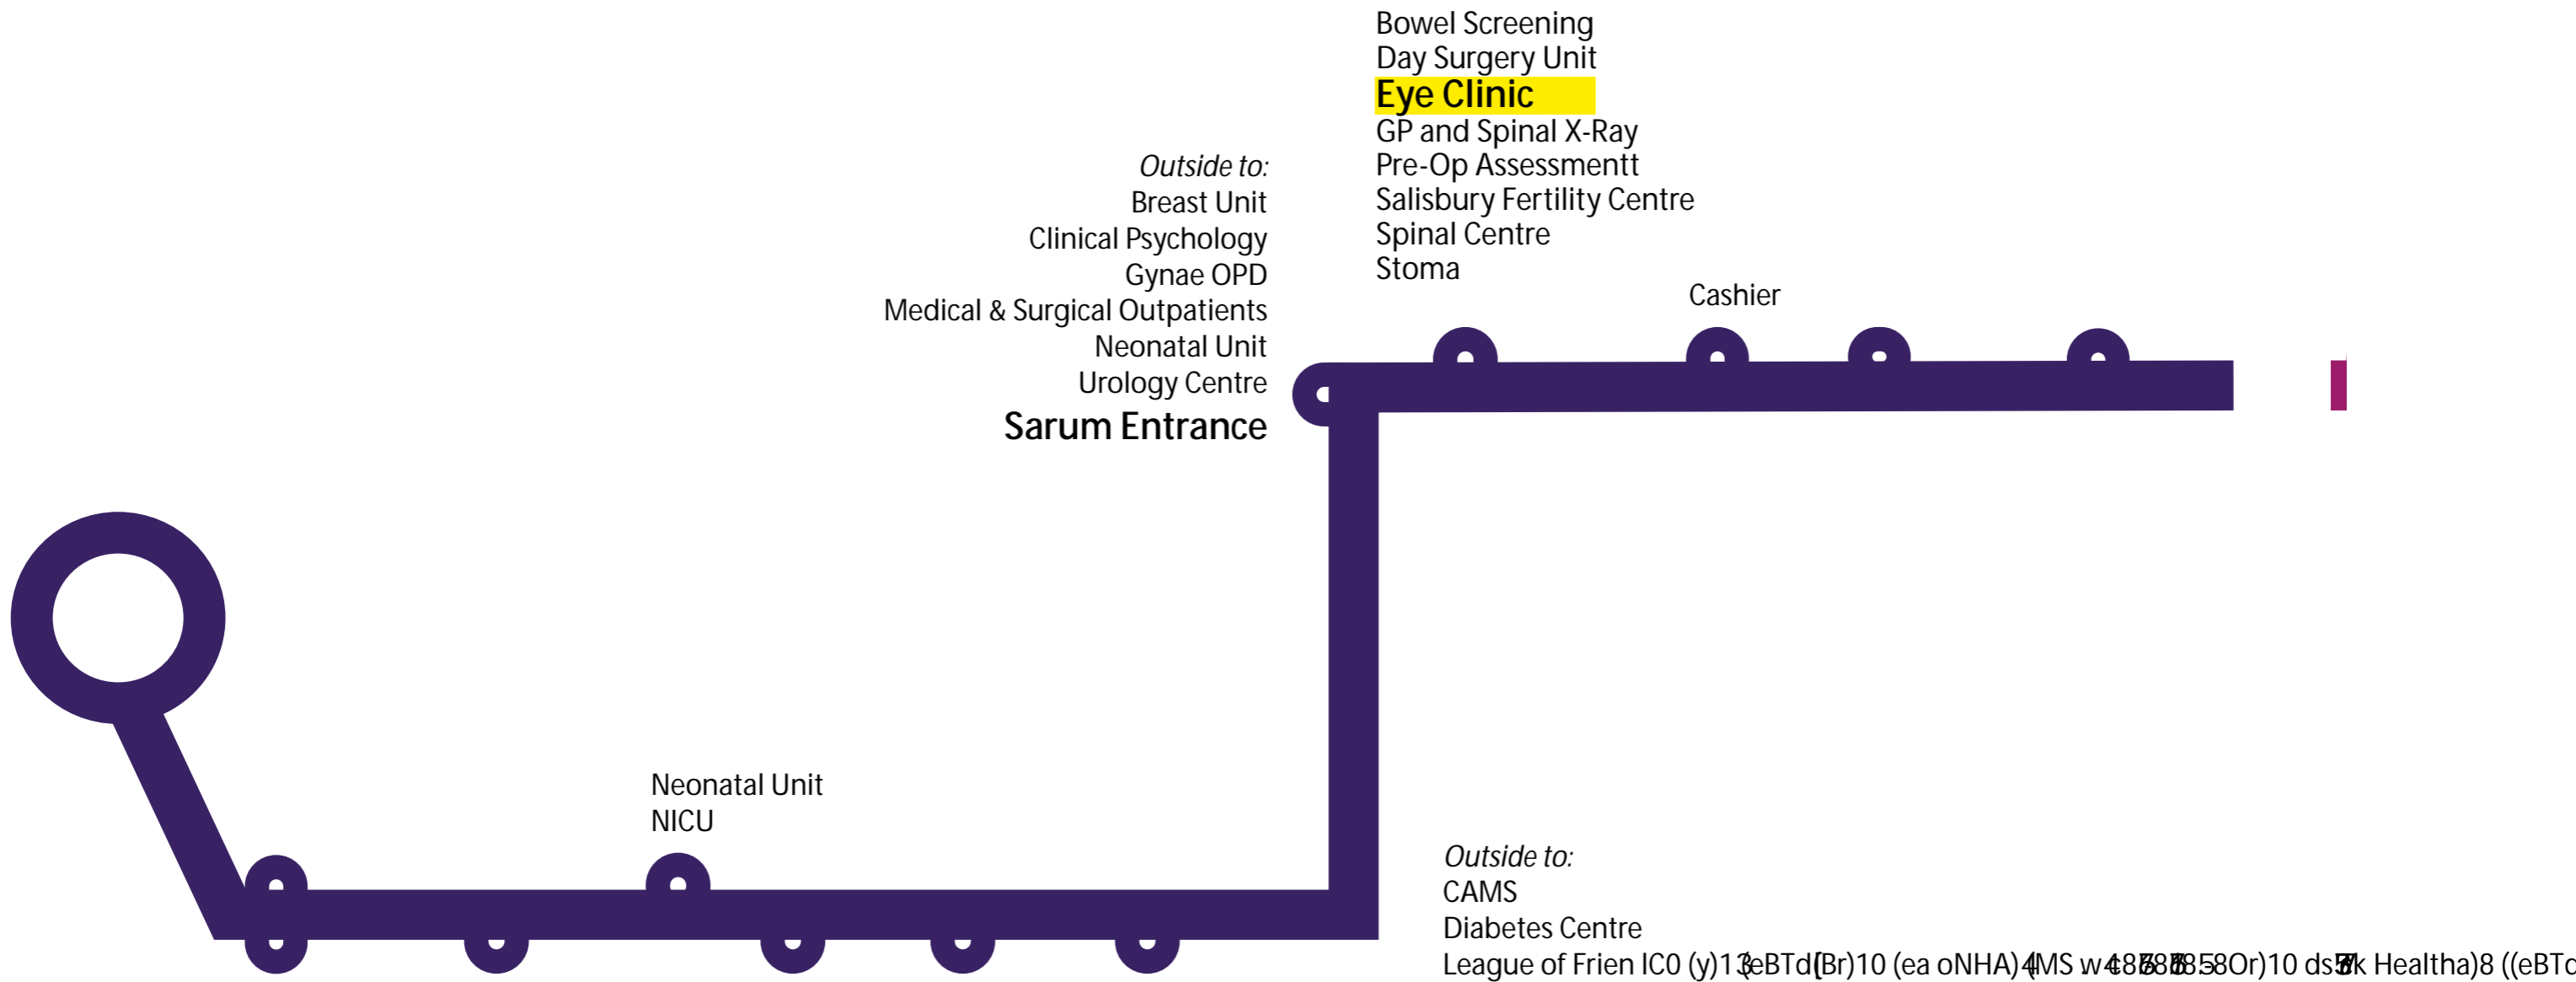 Bowel Screening
Day Surgery Unit
Eye Clinic
GP and Spinal X-Ray
Pre-Op Assessmentt
Salisbury Fertility Centre
Spinal Centre
Stoma
Cashier
Outside to:
Breast Unit
Clinical Psychology
Gynae OPD
Medical & Surgical Outpatients
Neonatal Unit
Urology Centre
Sarum Entrance
Neonatal Unit
NICU
Outside to:
CAMS
Diabetes Centre
League of Frien